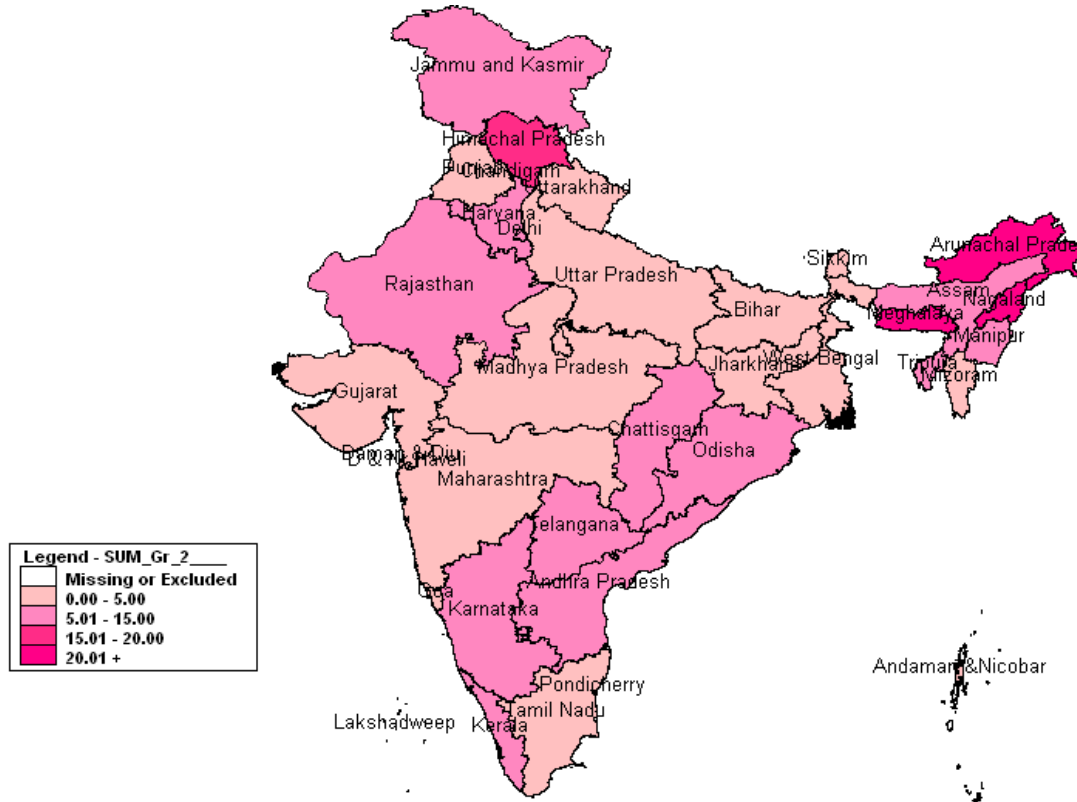 Jammu and Kasmir
Himachal Pradesh
Punjab
Chandigarh
Uttarakhand
Haryana
Delhi
Rajasthan
Uttar Pradesh
Sikkim
Arunachal Prade
Assam
Nagaland
Meghalaya
Manipur
Bihar
Tripura
Mizoram
Jharkhand
West Bengal
Madhya Pradesh
Gujarat
Chattisgarh
Odisha
Daman & Diu
D & N. Haveli
Maharashtra
Telangana
Andhra Pradesh
Goa
Karnataka
Legend - SUM_Gr_2____
Missing or Excluded
0.00 - 5.00
5.01 - 15.00
15.01 - 20.00
20.01 +
Andaman &Nicobar
Pondicherry
Tamil Nadu
Kerala
Lakshadweep